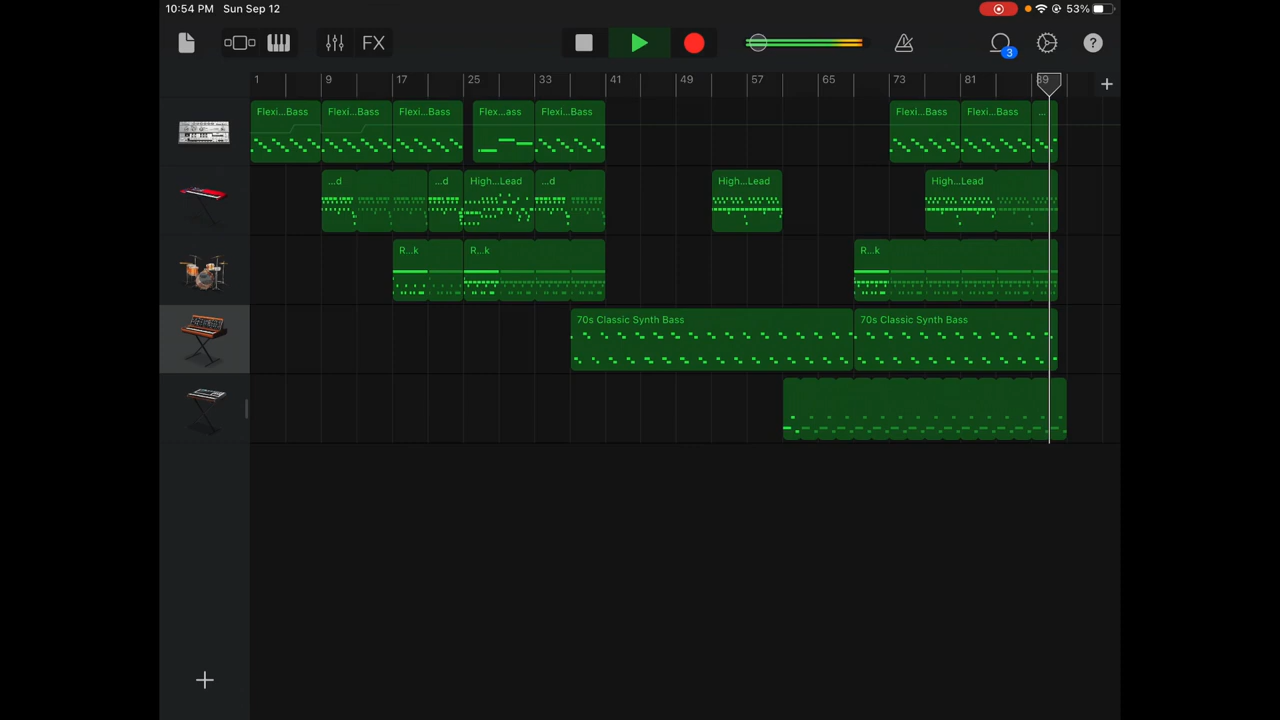 10:54 PM Sun Sep 12
53%
FX
3
?
1 9 17 25 33 41 49 57 65 73 81 89
+
Flexi...Bass Flexi...Bass Flexi...Bass Flex...ass Flexi...Bass Flexi...Bass Flexi...Bass ...
...d ...d High...Lead ...d High...Lead High...Lead
R...k R...k R...k
70s Classic Synth Bass 70s Classic Synth Bass
+